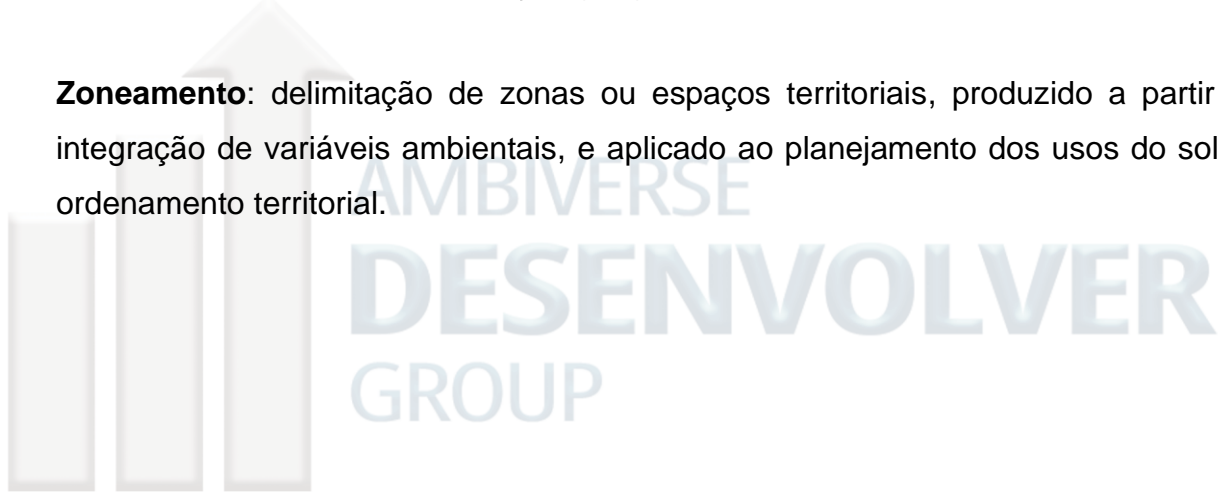 Zoneamento: delimitação de zonas ou espaços territoriais, produzido a partir
integração de variáveis ambientais, e aplicado ao planejamento dos usos do sol
ordenamento territorial.
AMBIVERSE
DESENVOLVER
GROUP